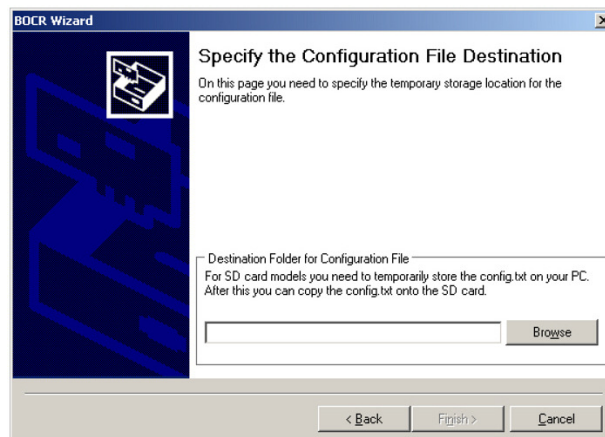 BOCR Wizard
Specify the Configuration File Destination
On this page you need to specify the temporary storage location for the
configuration file.
Destination Folder for Configuration File
For SD card models you need to temporarily store the config.txt on your PC.
After this you can copy the config.txt onto the SD card.
Browse
< Back
Finish >
Cancel